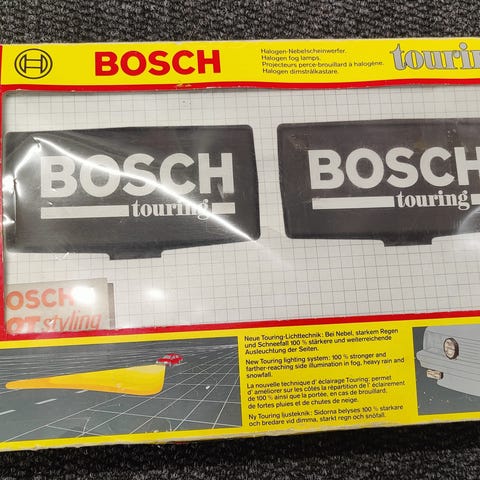 BOSCH
Halogen-Nebelscheinwerfer.
Halogen fog lamps.
Projecteurs perce-brouillard à halogène.
Halogen dimstrålkastare.
BOSCH
touring
BOSCH
touring
OSCH
styling
Neue Touring-Lichttechnik: Bei Nebel, starkem Regen
und Schneefall 100 % stärkere und weiterreichende
Ausleuchtung der Seiten.
New Touring lighting system: 100 % stronger and
farther-reaching side illumination in fog, heavy rain and
snowfall.
La nouvelle technique d' éclairage Touring: permet
d' améliorer sur les côtés la répartition de l' éclairement
de 100 % ainsi que la portée, en cas de brouillard,
de fortes pluies et de chutes de neige.
Ny Touring ljusteknik: Sidorna belyses 100 % starkare
och bredare vid dimma, starkt regn och snöfall.